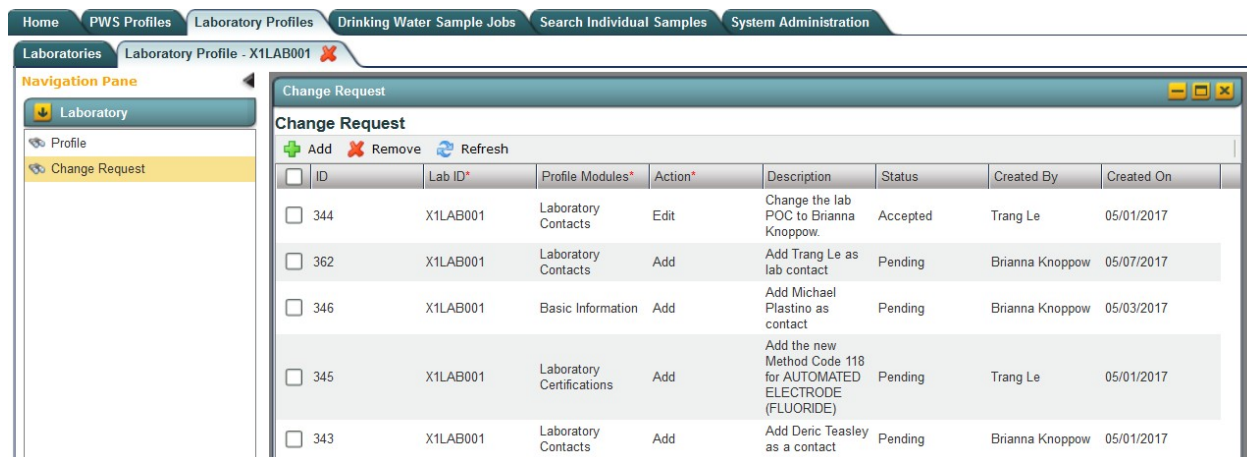 Home PWS Profiles Laboratory Profiles Drinking Water Sample Jobs Search Individual Samples System Administration
Laboratories Laboratory Profile - X1LAB001
Navigation Pane
Laboratory
Profile
Change Request
Change Request
Change Request
Add Remove Refresh
ID Lab ID* Profile Modules* Action* Description Status Created By Created On
344 X1LAB001 Laboratory Contacts Edit Change the lab POC to Brianna Knoppow. Accepted Trang Le 05/01/2017
362 X1LAB001 Laboratory Contacts Add Add Trang Le as lab contact Pending Brianna Knoppow 05/07/2017
346 X1LAB001 Basic Information Add Add Michael Plastino as contact Pending Brianna Knoppow 05/03/2017
345 X1LAB001 Laboratory Certifications Add Add the new Method Code 118 for AUTOMATED ELECTRODE (FLUORIDE) Pending Trang Le 05/01/2017
343 X1LAB001 Laboratory Contacts Add Add Deric Teasley as a contact Pending Brianna Knoppow 05/01/2017